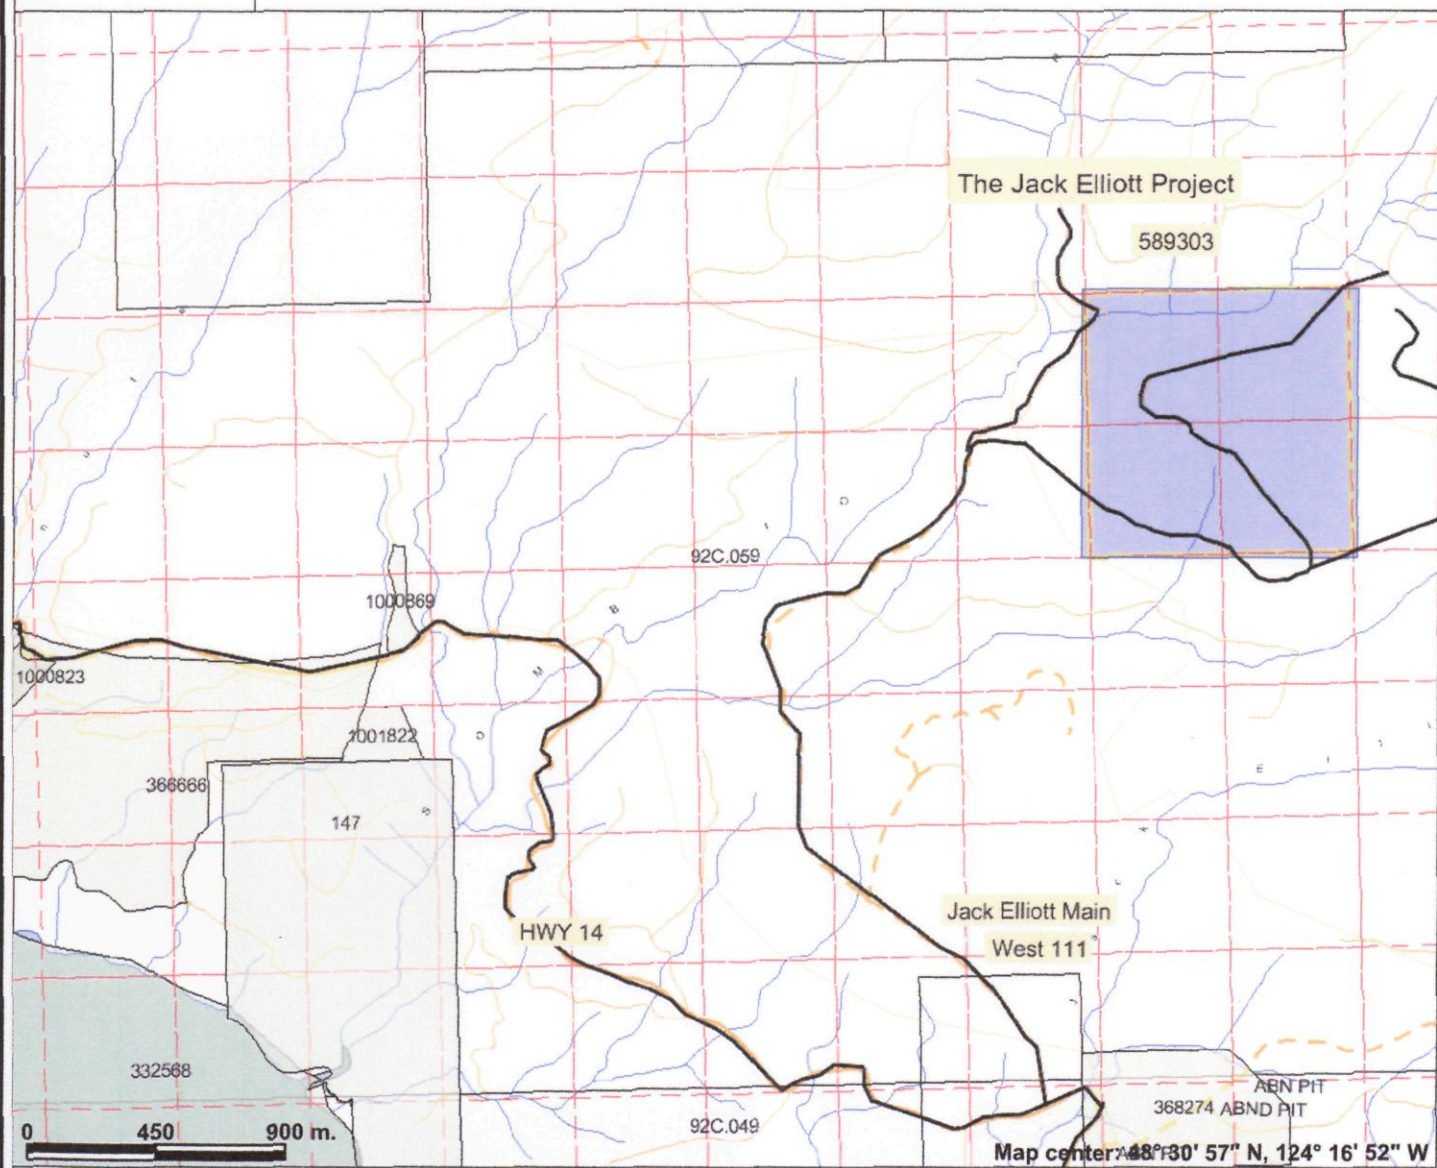 The Jack Elliott Project
589303
92C.059
1000869
1000823
1001822
366666
147
Jack Elliott Main
West 111
HWY 14
332568
ABN PIT
368274 ABND PIT
92C.049
0 450 900 m.
Map center: 48° 30' 57" N, 124° 16' 52" W